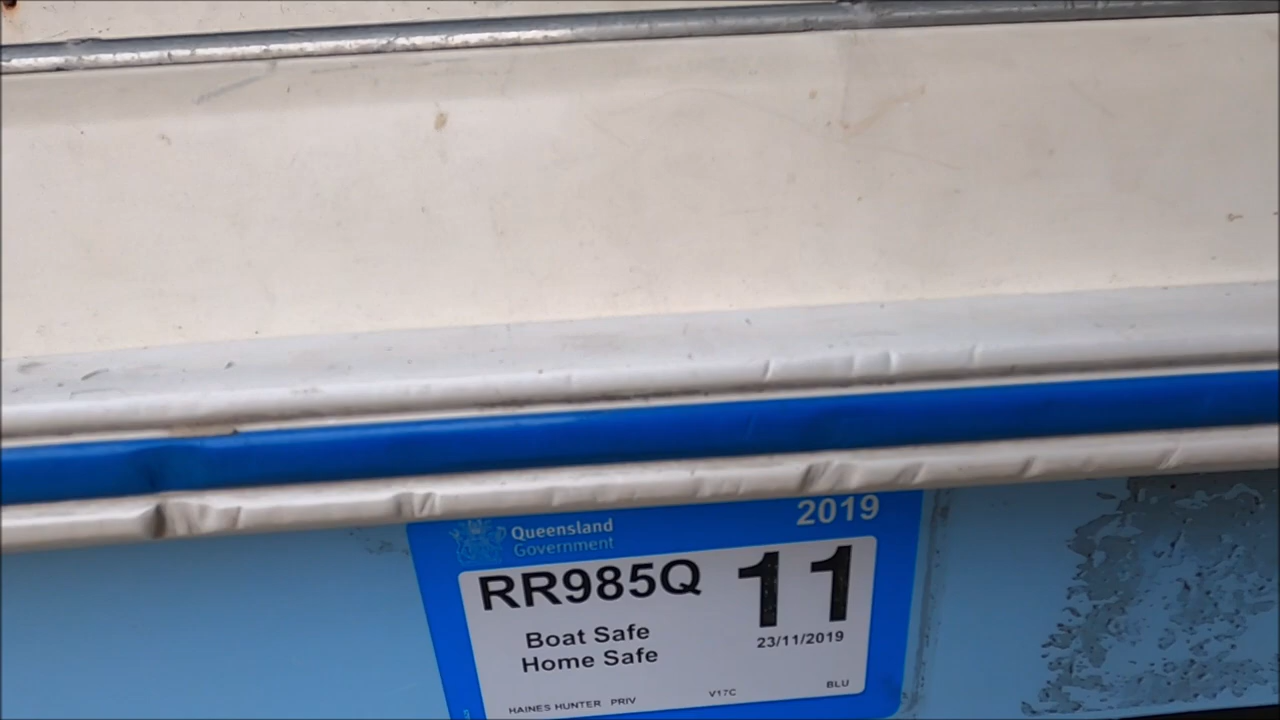 2019
Queensland
Government
RR985Q 11
Boat Safe
Home Safe
23/11/2019
HAINES HUNTER PRIV V17C BLU